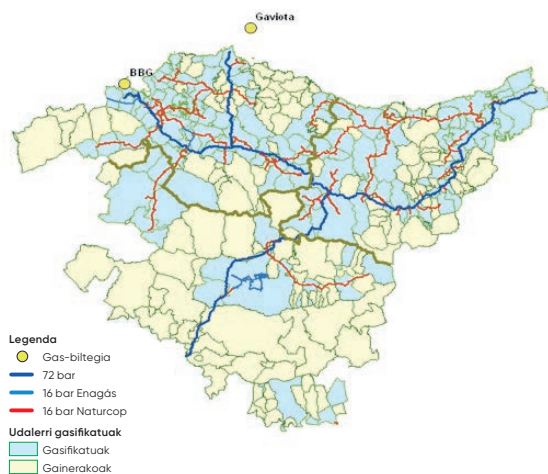 Gaviota
BBG
Legenda
Gas-biltegia
72 bar
16 bar Enagás
16 bar Naturcop
Udalerri gasifikatuak
Gasifikatuak
Gainerakoak